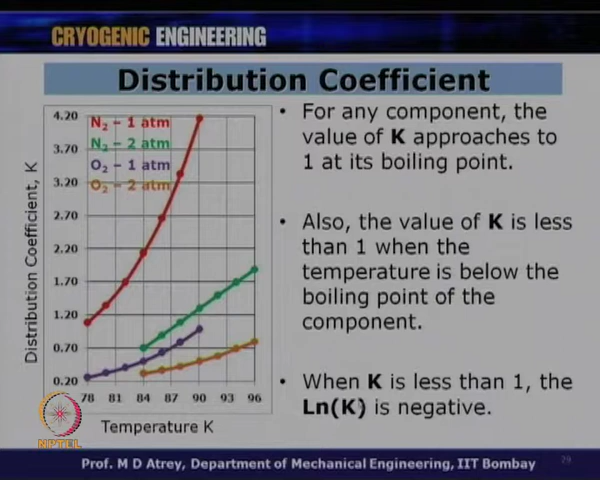 CRYOGENIC ENGINEERING
Distribution Coefficient
Distribution Coefficient, K
4.20
3.70
3.20
2.70
2.20
1.70
1.20
0.70
0.20
N₂ – 1 atm
N₂ – 2 atm
O₂ – 1 atm
O₂ – 2 atm
78 81 84 87 90 93 96
Temperature K
• For any component, the
value of K approaches to
1 at its boiling point.
• Also, the value of K is less
than 1 when the
temperature is below the
boiling point of the
component.
• When K is less than 1, the
Ln(K) is negative.
NPTEL
Prof. M D Atrey, Department of Mechanical Engineering, IIT Bombay
29